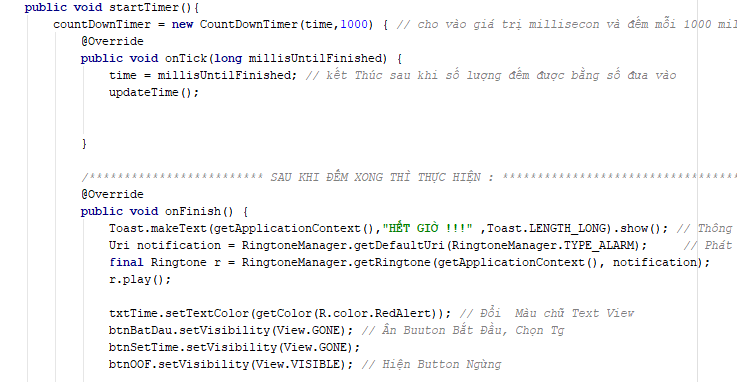 public void startTimer(){
countDownTimer = new CountDownTimer(time,1000) { // cho vào giá trị millisecon và đếm mỗi 1000 mil
@Override
public void onTick(long millisUntilFinished) {
time = millisUntilFinished; // kết Thúc sau khi số lượng đếm được bằng số đua vào
updateTime();
}
/************************* SAU KHI ĐẾM XONG THÌ THỰC HIỆN : **********************************
@Override
public void onFinish() {
Toast.makeText(getApplicationContext(),"HẾT GIỜ !!!" ,Toast.LENGTH_LONG).show(); // Thông
Uri notification = RingtoneManager.getDefaultUri(RingtoneManager.TYPE_ALARM); // Phát
final Ringtone r = RingtoneManager.getRingtone(getApplicationContext(), notification);
r.play();
txtTime.setTextColor(getColor(R.color.RedAlert)); // Đổi Màu chữ Text View
btnBatDau.setVisibility(View.GONE); // Ẩn Buuton Bắt Đầu, Chọn Tg
btnSetTime.setVisibility(View.GONE);
btnOOF.setVisibility(View.VISIBLE); // Hiện Button Ngừng